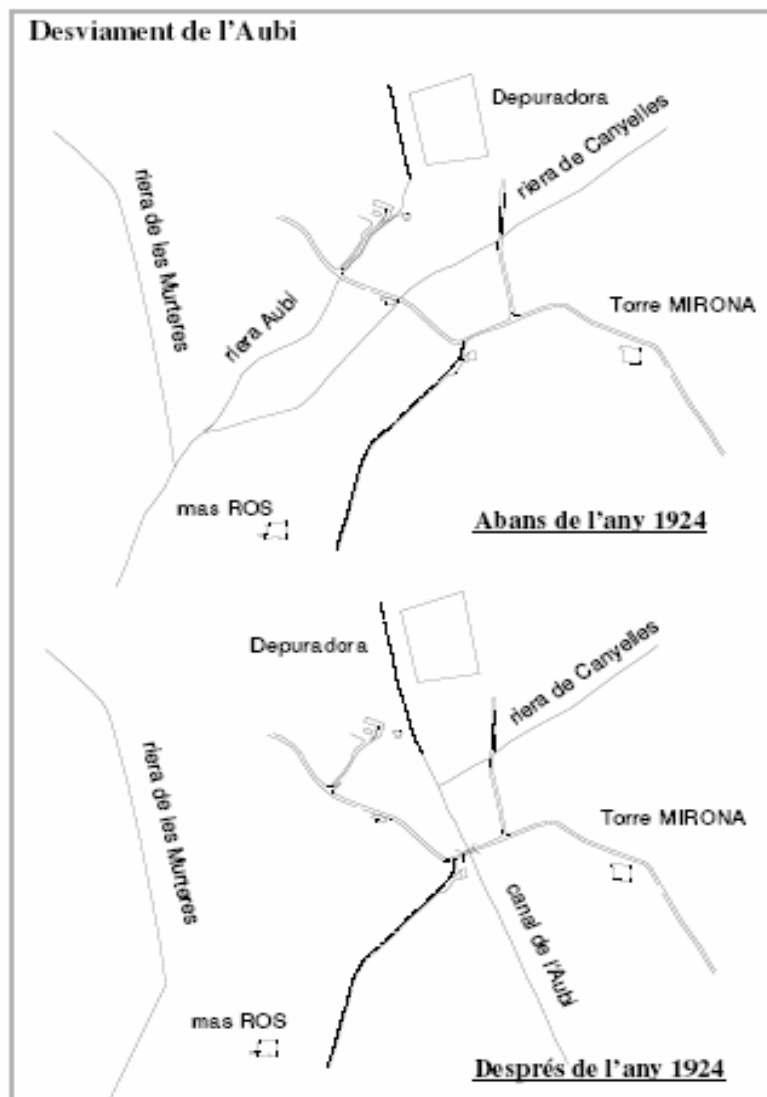 Desviament de l'Aubi
Depuradora
riera de Canyelles
riera de les Murteres
riera Aubi
Torre MIRONA
mas ROS
Abans de l'any 1924
Depuradora
riera de Canyelles
riera de les Murteres
Torre MIRONA
canal de l'Aubi
mas ROS
Després de l'any 1924